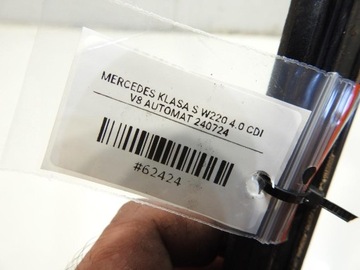 MERCEDES KLASA S W220 4.0 CDI
V8 AUTOMAT 240724
#62424